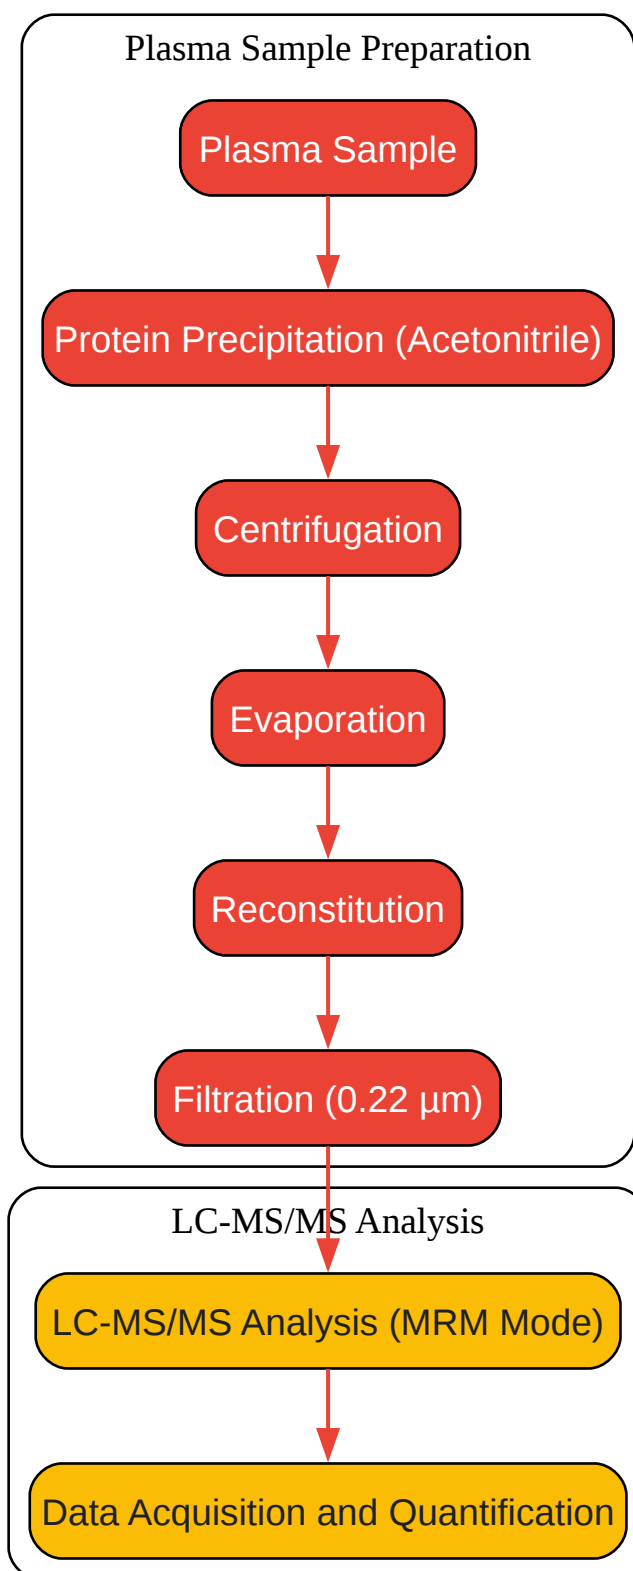 Plasma Sample Preparation
Plasma Sample
Protein Precipitation (Acetonitrile)
Centrifugation
Evaporation
Reconstitution
Filtration (0.22 µm)
LC-MS/MS Analysis
LC-MS/MS Analysis (MRM Mode)
Data Acquisition and Quantification